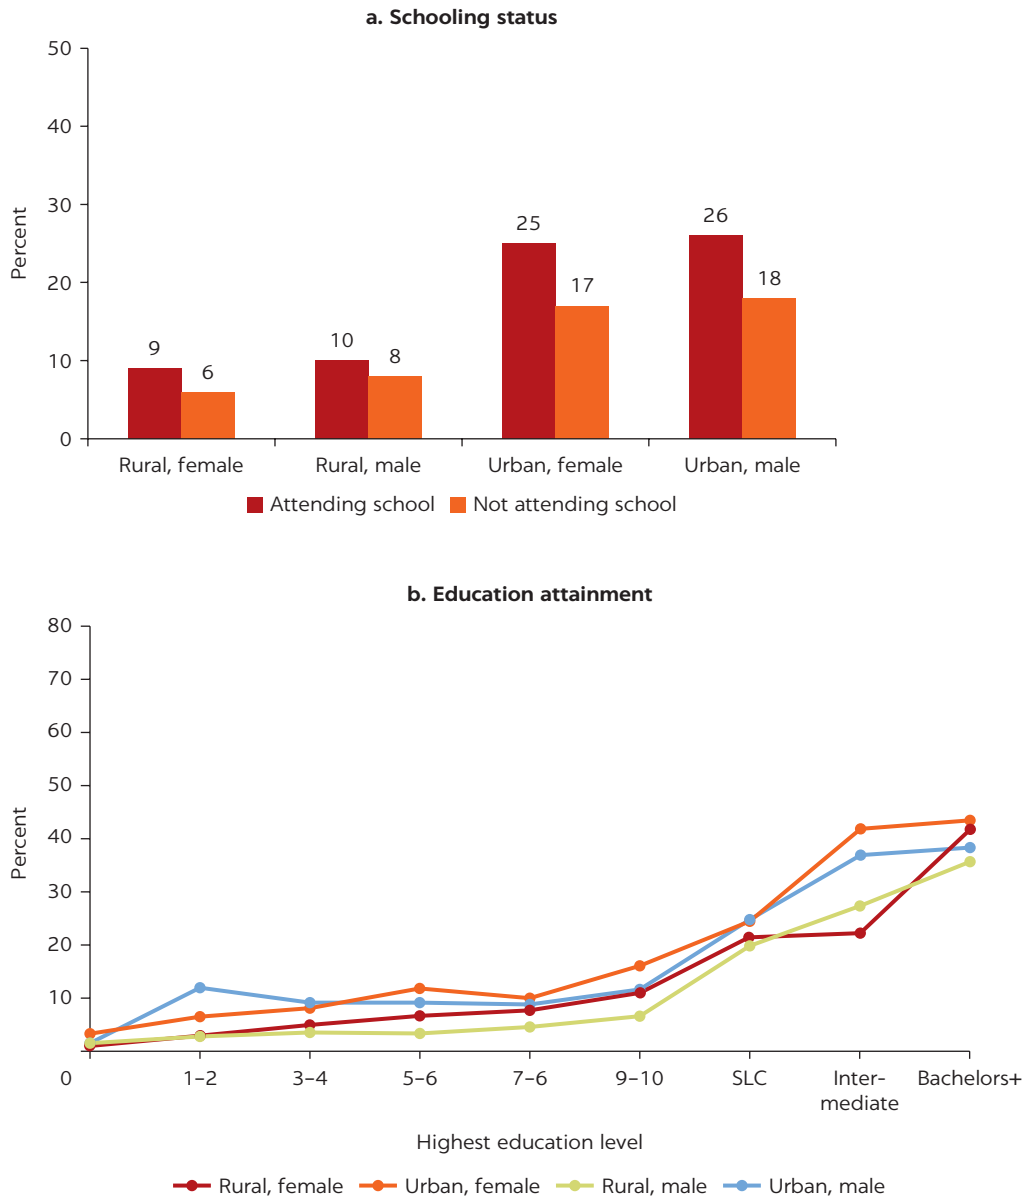 a. Schooling status
50
40
30
20
10
0
Percent
9
6
10
8
25
17
26
18
Rural, female
Rural, male
Urban, female
Urban, male
Attending school
Not attending school
b. Education attainment
80
70
60
50
40
30
20
10
Percent
0
1–2
3–4
5–6
7–6
9–10
SLC
Inter-
mediate
Bachelors+
Highest education level
Rural, female
Urban, female
Rural, male
Urban, male